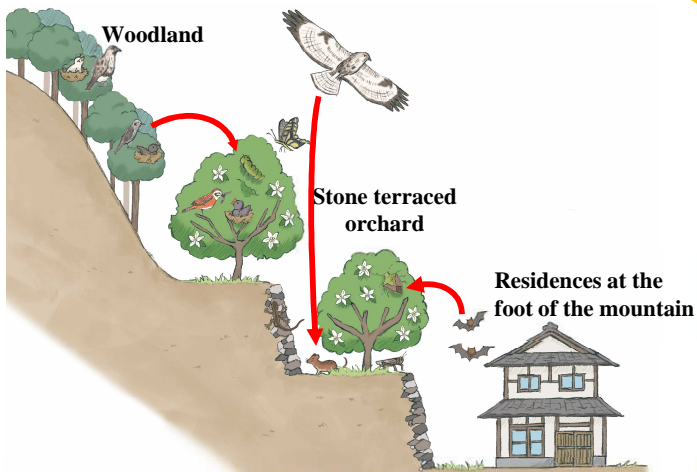 Woodland
Stone terraced
orchard
Residences at the
foot of the mountain